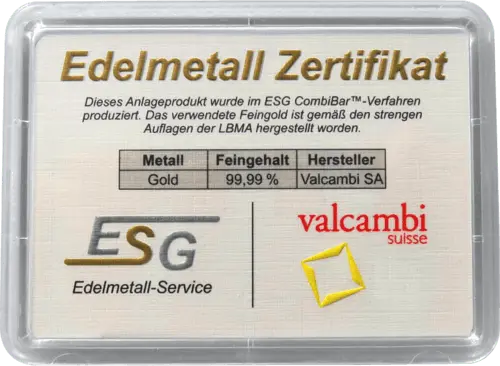 Edelmetall Zertifikat
Dieses Anlageprodukt wurde im ESG CombiBar™-Verfahren
produziert. Das verwendete Feingold ist gemäß den strengen
Auflagen der LBMA hergestellt worden.
Metall Feingehalt Hersteller
Gold 99,99 % Valcambi SA
ESG
Edelmetall-Service
valcambi
suisse